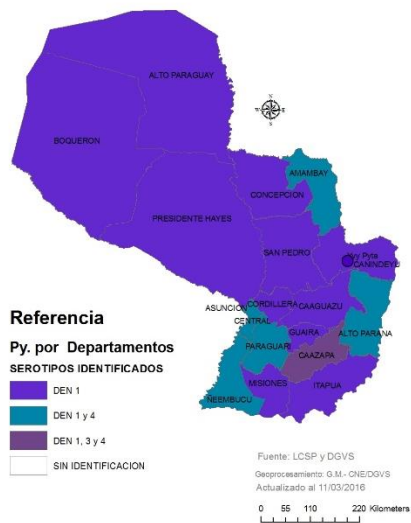 ALTO PARAGUAY
BOQUERON
N
AMAMBAY
CONCEPCION
PRESIDENTE HAYES
SAN PEDRO
Yvy Pyta
CANINDEYU
ASUNCION
CORDILLERA
CAAGUAZU
CENTRAL
GUAIRA
ALTO PARANA
PARAGUARI
CAAZAPA
MISIONES
ITAPUA
ÑEEMBUCU
Referencia
Py. por Departamentos
SEROTIPOS IDENTIFICADOS
DEN 1
DEN 1 y 4
DEN 1, 3 y 4
SIN IDENTIFICACION
Fuente: LCSP y DGVS
Geoprocesamiento: G.M.- CNE/DGVS
Actualizado al 11/03/2016
0 55 110 220 Kilometers